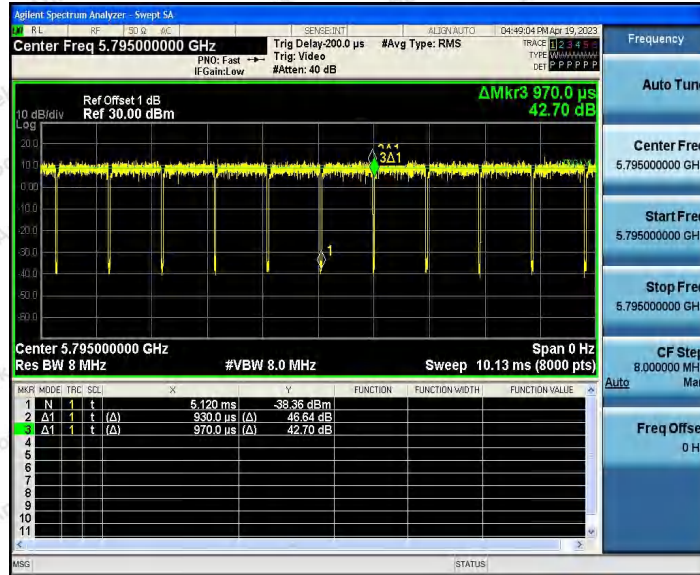 Agilent Spectrum Analyzer - Swept SA
RL RF 50 Ω AC SENSE:INT ALIGN AUTO 04:49:04 PM Apr 19, 2023
Center Freq 5.795000000 GHz
PNO: Fast
IFGain:Low
Trig Delay-200.0 µs
Trig: Video
#Atten: 40 dB
#Avg Type: RMS
TRACE 1 2 3 4 5 6
TYPE
DET P P P P P P
ΔMkr3 970.0 µs
42.70 dB
10 dB/div
Log
Ref Offset 1 dB
Ref 30.00 dBm
20.0
10.0
0.00
-10.0
-20.0
-30.0
-40.0
-50.0
-60.0
3Δ1
1
Center 5.795000000 GHz Span 0 Hz
Res BW 8 MHz #VBW 8.0 MHz Sweep 10.13 ms (8000 pts)
MKR MODE TRC SCL X Y FUNCTION FUNCTION WIDTH FUNCTION VALUE
1 N 1 t 5.120 ms -38.36 dBm
2 Δ1 1 t (Δ) 930.0 µs (Δ) 46.64 dB
3 Δ1 1 t (Δ) 970.0 µs (Δ) 42.70 dB
4
5
6
7
8
9
10
11
MSG STATUS
Frequency
Auto Tun
Center Fre
5.795000000 GH
Start Fre
5.795000000 GH
Stop Fre
5.795000000 GH
CF Step
8.000000 MH
Auto Ma
Freq Offse
0 H